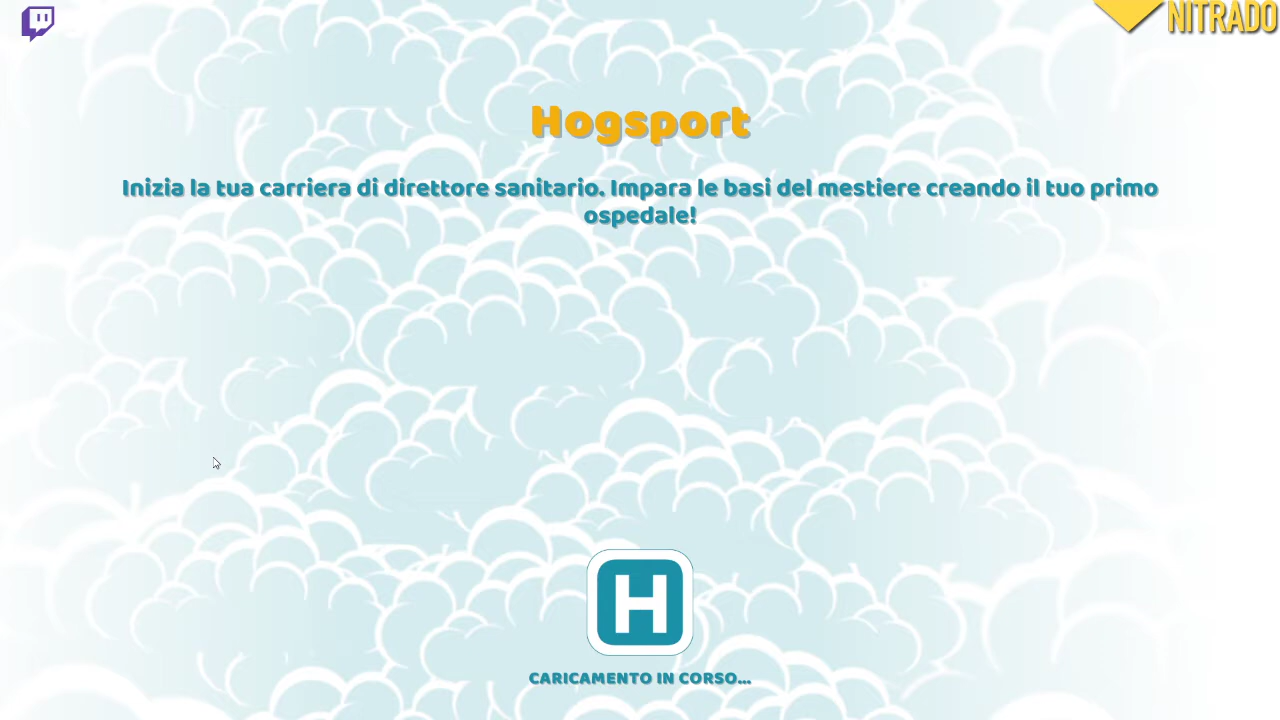 NITRADO
Hogsport
Inizia la tua carriera di direttore sanitario. Impara le basi del mestiere creando il tuo primo
ospedale!
H
CARICAMENTO IN CORSO...